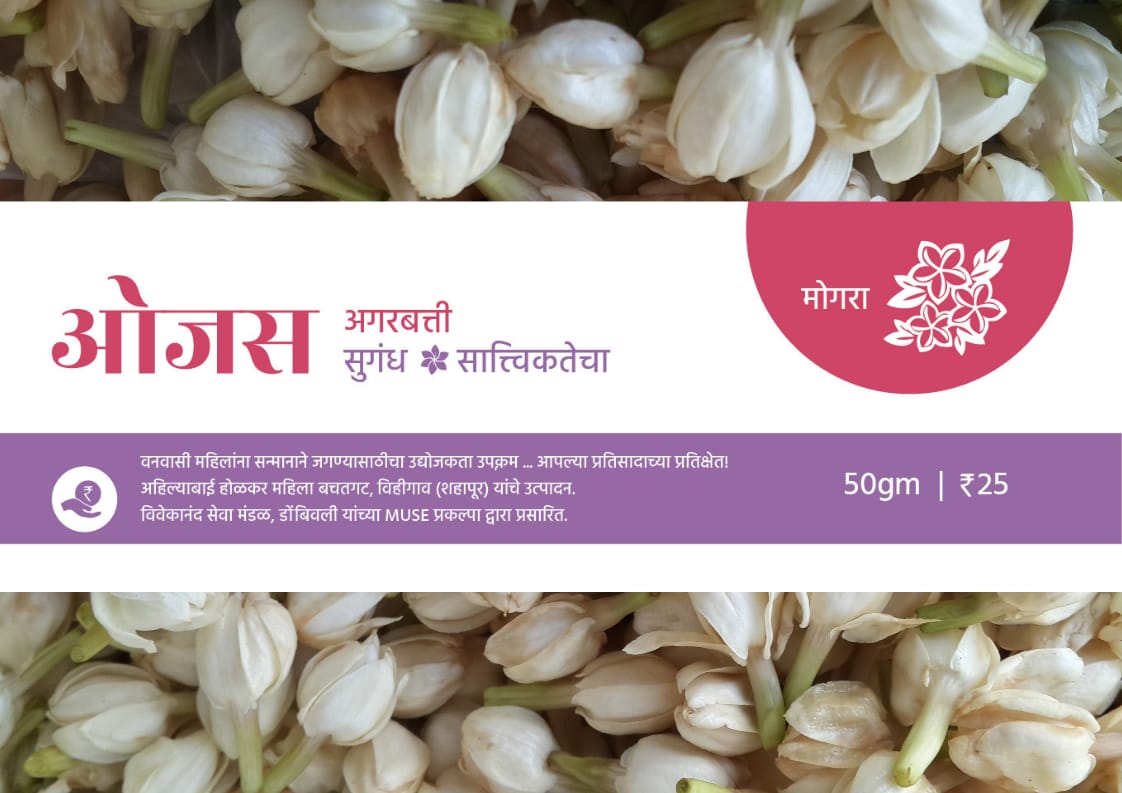 ओजस
अगरबत्ती
सुगंध सात्त्विकतेचा
मोगरा
वनवासी महिलांना सन्मानाने जगण्यासाठीचा उद्योजकता उपक्रम ... आपल्या प्रतिसादाच्या प्रतिक्षेत!
अहिल्याबाई होळकर महिला बचतगट, विहीगाव (शहापूर) यांचे उत्पादन.
विवेकानंद सेवा मंडळ, डोंबिवली यांच्या MUSE प्रकल्पा द्वारा प्रसारित.
₹
50gm | ₹25